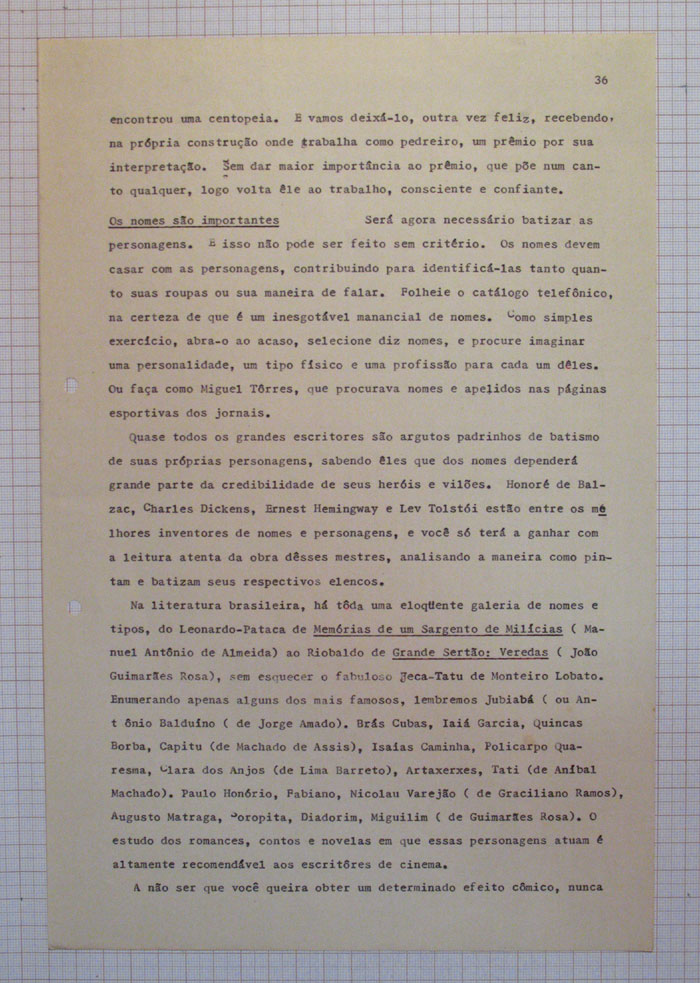 36
encontrou uma centopeia. E vamos deixá-lo, outra vez feliz, recebendo,
na própria construção onde trabalha como pedreiro, um prêmio por sua
interpretação. Sem dar maior importância ao prêmio, que põe num can-
to qualquer, logo volta êle ao trabalho, consciente e confiante.
Os nomes são importantes Será agora necessário batizar as
personagens. E isso não pode ser feito sem critério. Os nomes devem
casar com as personagens, contribuindo para identificá-las tanto quan-
to suas roupas ou sua maneira de falar. Folheie o catálogo telefônico,
na certeza de que é um inesgotável manancial de nomes. Como simples
exercício, abra-o ao acaso, selecione diz nomes, e procure imaginar
uma personalidade, um tipo físico e uma profissão para cada um dêles.
Ou faça como Miguel Tôrres, que procurava nomes e apelidos nas páginas
esportivas dos jornais.
Quase todos os grandes escritores são argutos padrinhos de batismo
de suas próprias personagens, sabendo êles que dos nomes dependerá
grande parte da credibilidade de seus heróis e vilões. Honoré de Bal-
zac, Charles Dickens, Ernest Hemingway e Lev Tolstói estão entre os me
lhores inventores de nomes e personagens, e você só terá a ganhar com
a leitura atenta da obra dêsses mestres, analisando a maneira como pin-
tam e batizam seus respectivos elencos.
Na literatura brasileira, há tôda uma eloqüente galeria de nomes e
tipos, do Leonardo-Pataca de Memórias de um Sargento de Milícias ( Ma-
nuel Antônio de Almeida) ao Riobaldo de Grande Sertão: Veredas ( João
Guimarães Rosa), sem esquecer o fabuloso Jeca-Tatu de Monteiro Lobato.
Enumerando apenas alguns dos mais famosos, lembremos Jubiabá ( ou An-
t ônio Balduíno ( de Jorge Amado). Brás Cubas, Iaiá Garcia, Quincas
Borba, Capitu (de Machado de Assis), Isaías Caminha, Policarpo Qua-
resma, Clara dos Anjos (de Lima Barreto), Artaxerxes, Tati (de Aníbal
Machado). Paulo Honório, Fabiano, Nicolau Varejão ( de Graciliano Ramos),
Augusto Matraga, Soropita, Diadorim, Miguilim ( de Guimarães Rosa). O
estudo dos romances, contos e novelas em que essas personagens atuam é
altamente recomendável aos escritôres de cinema.
A não ser que você queira obter um determinado efeito cômico, nunca